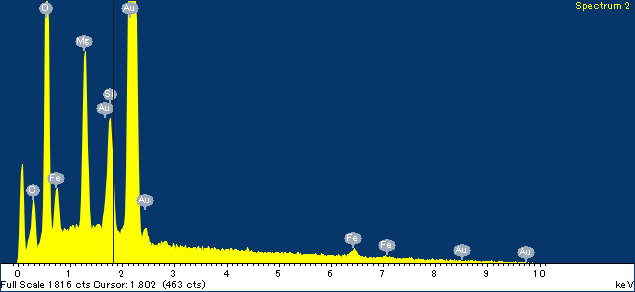 Spectrum 2
O Au
Mg
Si
Au
Fe
C Au
Fe Fe Au Au
0 1 2 3 4 5 6 7 8 9 10
Full Scale 1816 cts Cursor: 1.802 (463 cts) keV